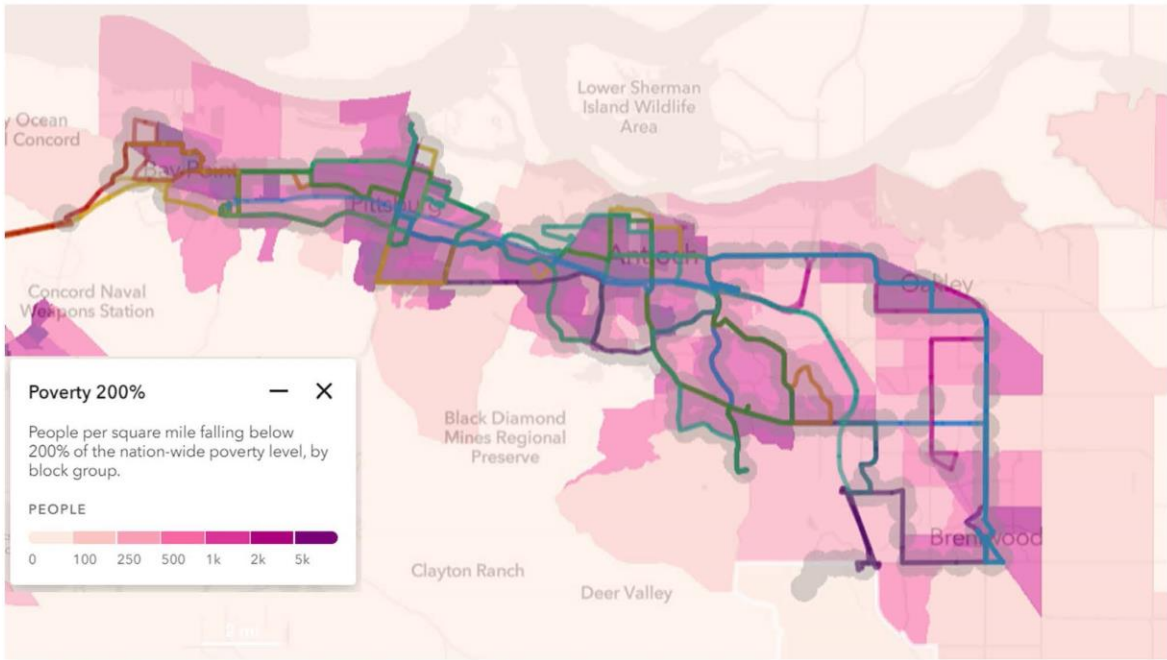 Lower Sherman
Island Wildlife
Area
y Ocean
l Concord
Bay Point
Pittsburg
Antioch
Oakley
Concord Naval
Weapons Station
Poverty 200%
People per square mile falling below
200% of the nation-wide poverty level, by
block group.
PEOPLE
0 100 250 500 1k 2k 5k
Black Diamond
Mines Regional
Preserve
Brentwood
Clayton Ranch
Deer Valley